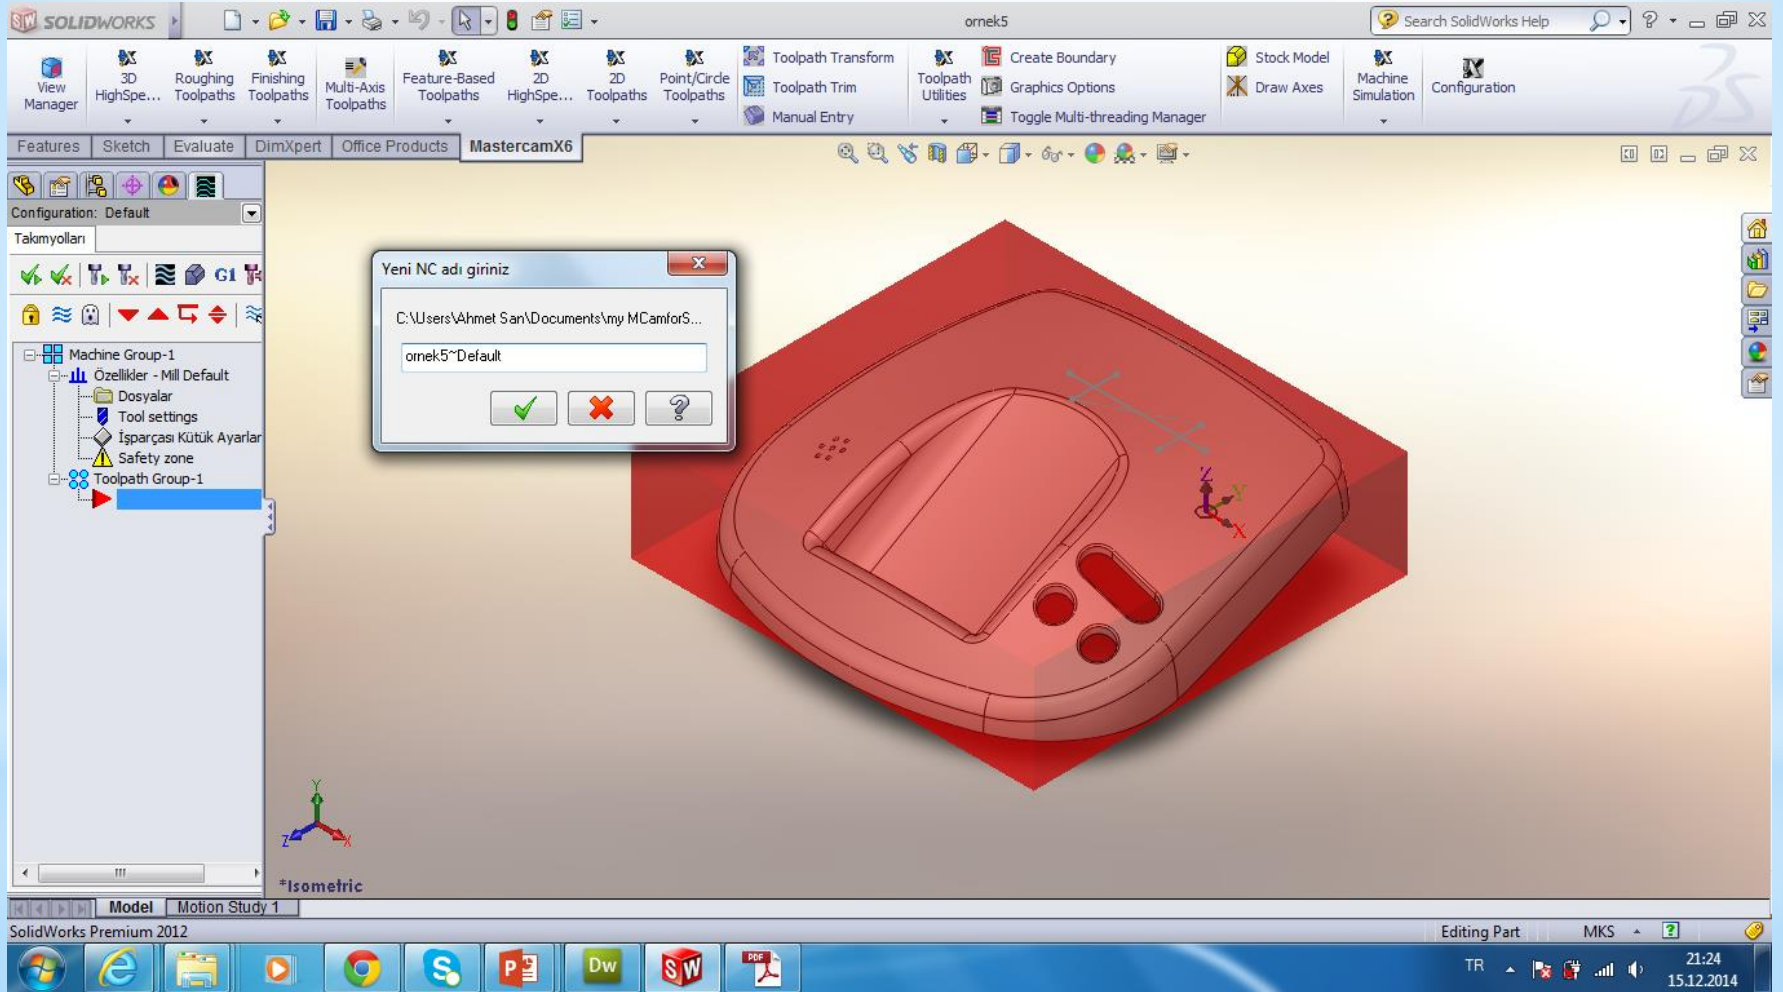 SOLIDWORKS
ornek5
Search SolidWorks Help
View Manager
3D HighSpe...
Roughing Toolpaths
Finishing Toolpaths
Multi-Axis Toolpaths
Feature-Based Toolpaths
2D HighSpe...
2D Toolpaths
Point/Circle Toolpaths
Toolpath Transform
Toolpath Trim
Manual Entry
Toolpath Utilities
Create Boundary
Graphics Options
Toggle Multi-threading Manager
Stock Model
Draw Axes
Machine Simulation
Configuration
Features
Sketch
Evaluate
DimXpert
Office Products
MastercamX6
Configuration: Default
Takımyolları
G1
Machine Group-1
Özellikler - Mill Default
Dosyalar
Tool settings
İşparçası Kütük Ayarlar
Safety zone
Toolpath Group-1
Yeni NC adı giriniz
C:\Users\Ahmet San\Documents\my MCamforS...
ornek5~Default
Z
Y
X
Y
Z
X
*Isometric
Model
Motion Study 1
SolidWorks Premium 2012
Editing Part
MKS
Dw
SW
PDF
TR
21:24
15.12.2014